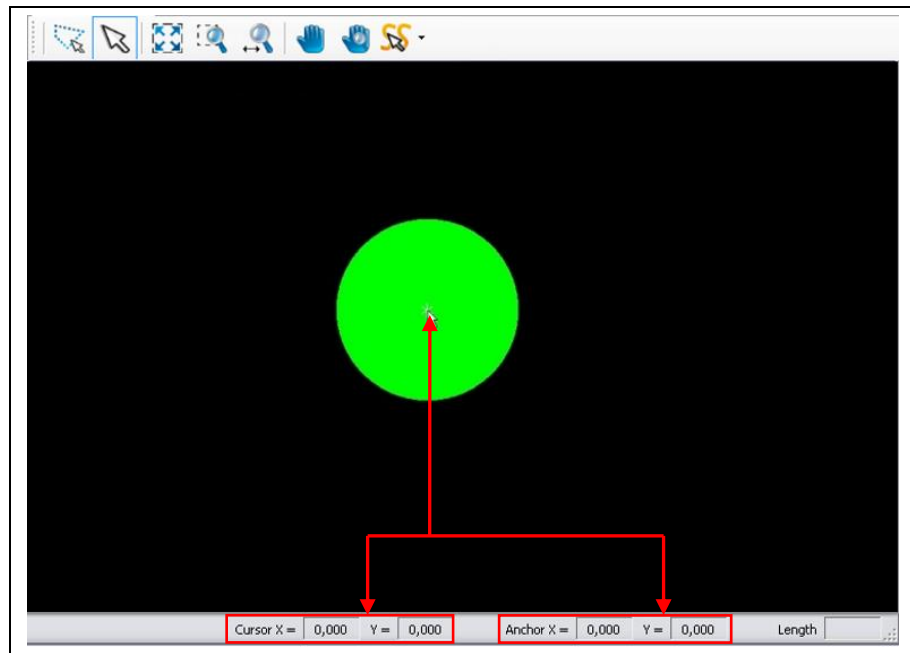 Cursor X = 0,000 Y = 0,000 Anchor X = 0,000 Y = 0,000 Length